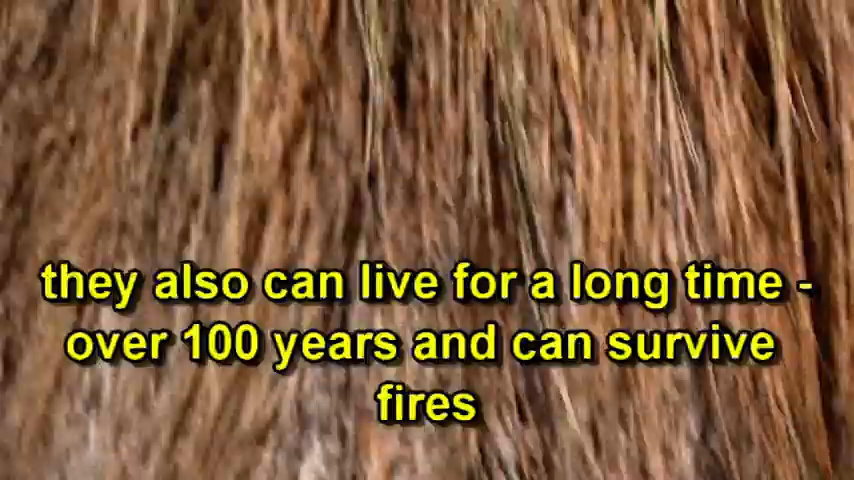 they also can live for a long time -
over 100 years and can survive
fires